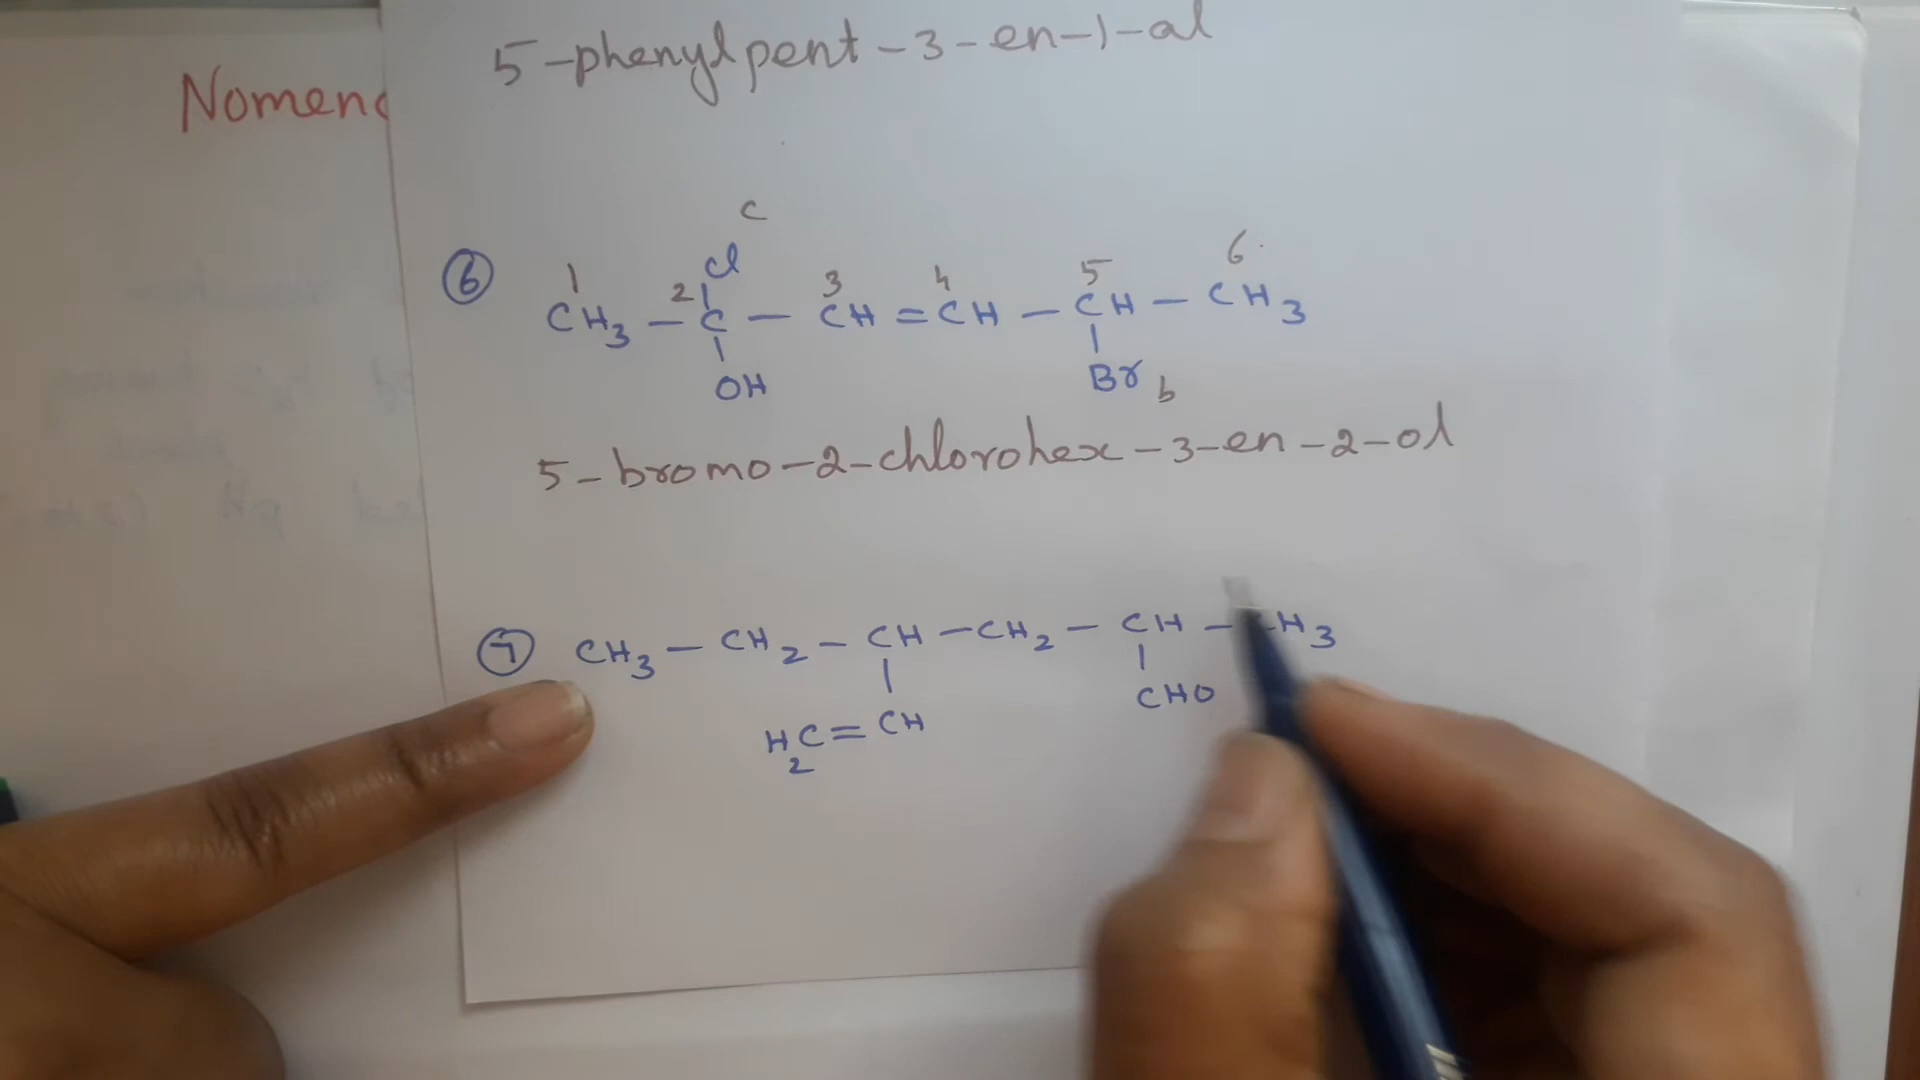 5-phenylpent-3-en-1-al
Nomenc
c
⑥ 1 2 Cl 3 4 5 6
CH3 - C - CH = CH - CH - CH3
OH Br b
5-bromo-2-chlorohex-3-en-2-ol
⑦ CH3 - CH2 - CH - CH2 - CH - H3
CHO
H2C = CH